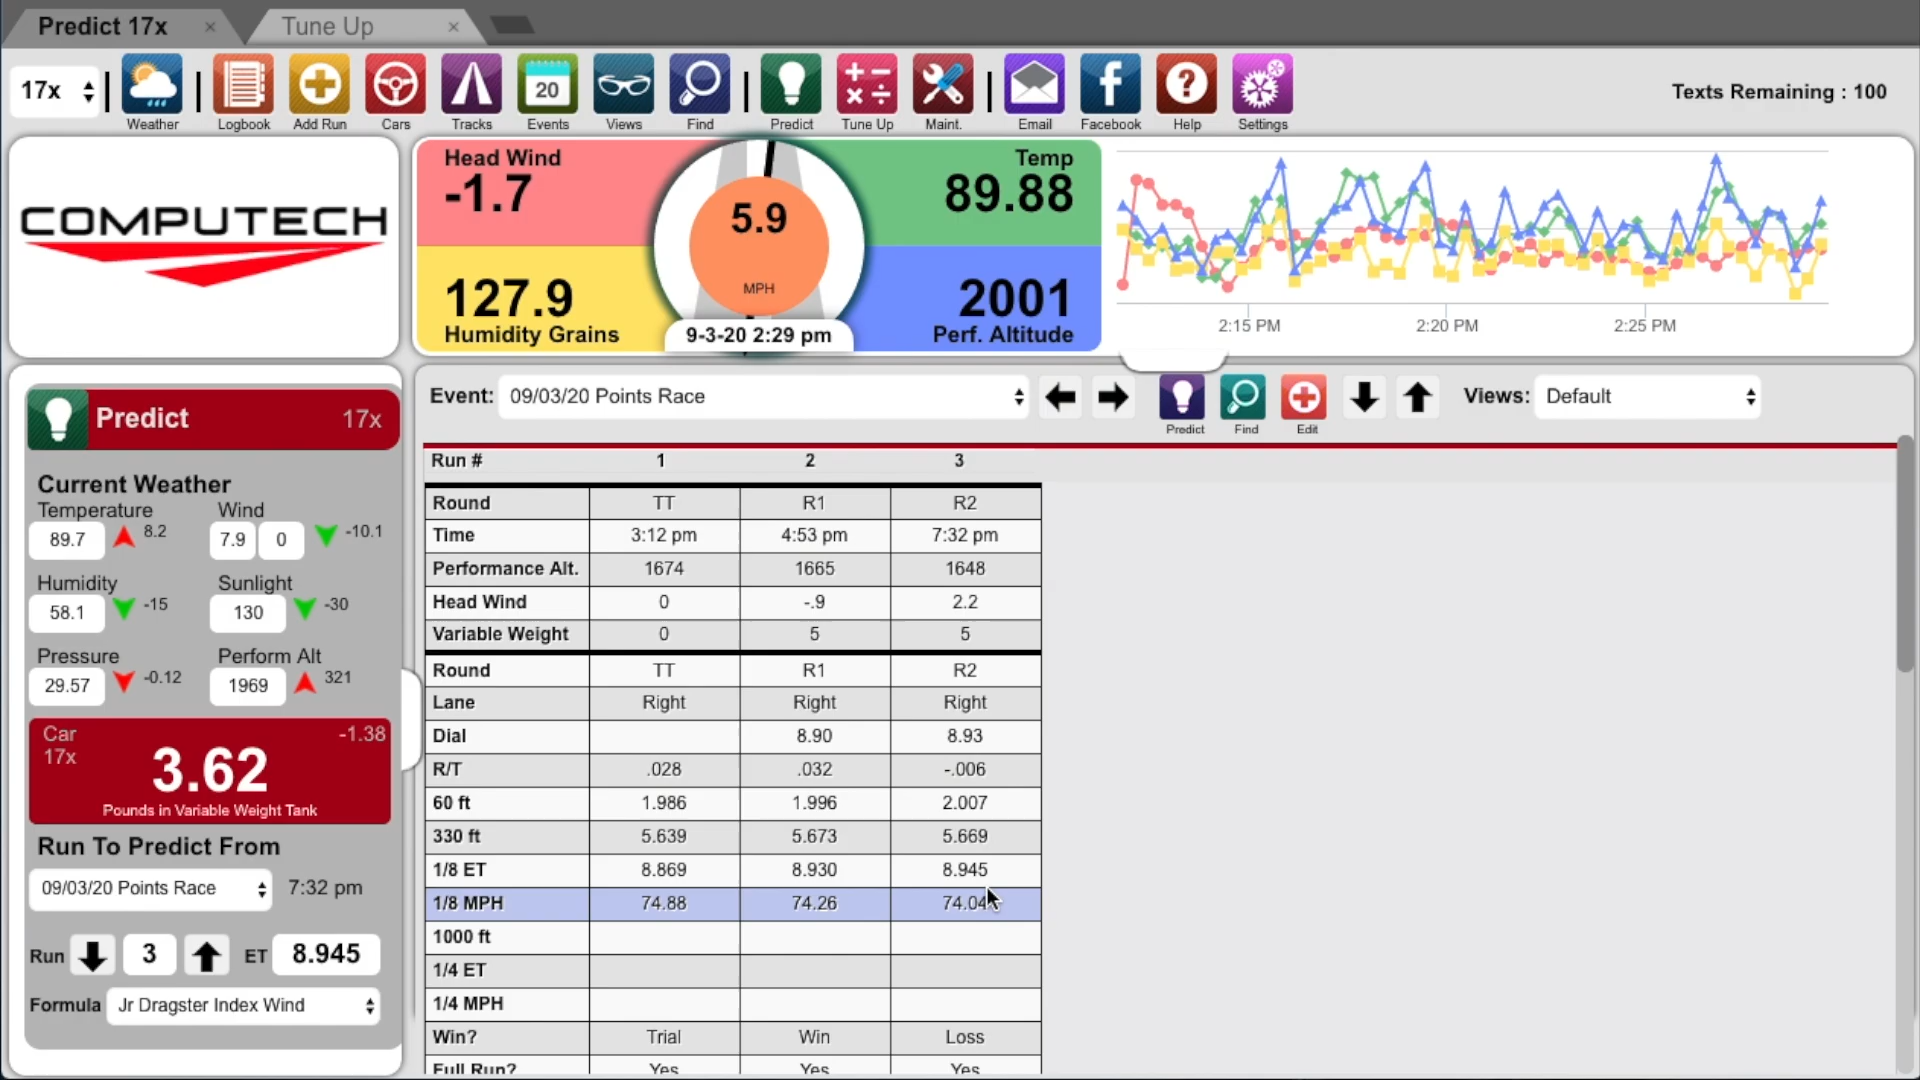 Predict 17x × Tune Up ×
17x
20
Weather Logbook Add Run Cars Tracks Events Views Find Predict Tune Up Maint. Email Facebook Help Settings
Texts Remaining : 100
COMPUTECH
Head Wind
-1.7
Temp
89.88
5.9
MPH
127.9
Humidity Grains
2001
Perf. Altitude
9-3-20 2:29 pm
2:15 PM 2:20 PM 2:25 PM
Predict 17x
Current Weather
Temperature Wind
89.7 8.2 7.9 0 -10.1
Humidity Sunlight
58.1 -15 130 -30
Pressure Perform Alt
29.57 -0.12 1969 321
Car -1.38
17x
3.62
Pounds in Variable Weight Tank
Run To Predict From
09/03/20 Points Race 7:32 pm
Run 3 ET 8.945
Formula Jr Dragster Index Wind
Event: 09/03/20 Points Race
Predict Find Edit
Views: Default
Run # 1 2 3
Round TT R1 R2
Time 3:12 pm 4:53 pm 7:32 pm
Performance Alt. 1674 1665 1648
Head Wind 0 -.9 2.2
Variable Weight 0 5 5
Round TT R1 R2
Lane Right Right Right
Dial 8.90 8.93
R/T .028 .032 -.006
60 ft 1.986 1.996 2.007
330 ft 5.639 5.673 5.669
1/8 ET 8.869 8.930 8.945
1/8 MPH 74.88 74.26 74.04
1000 ft
1/4 ET
1/4 MPH
Win? Trial Win Loss
Full Run? Yes Yes Yes